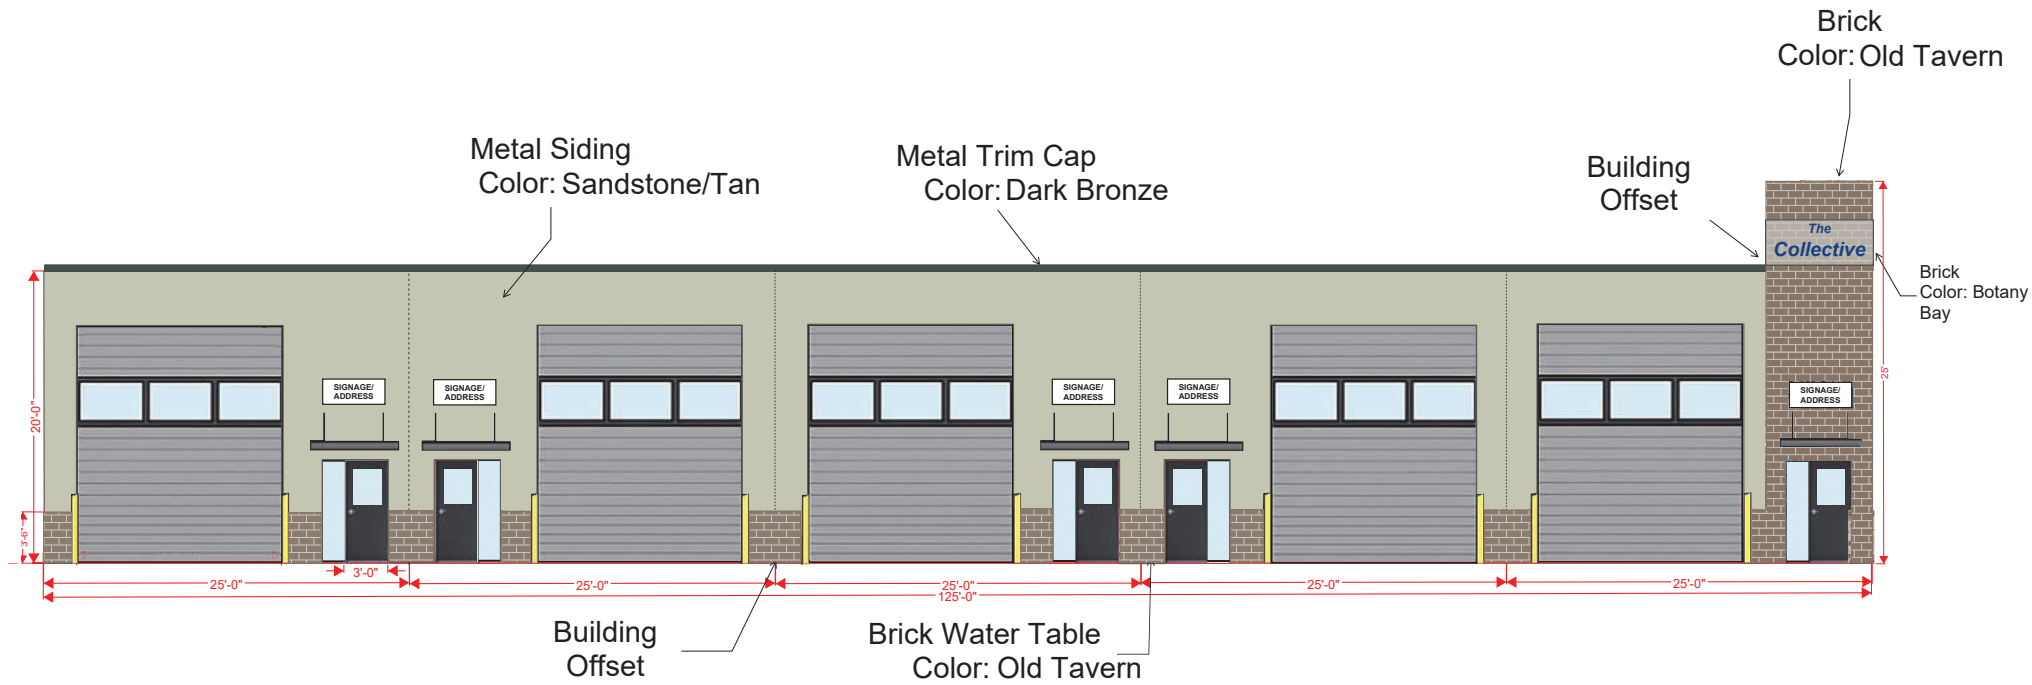 Brick
Color: Old Tavern
Metal Siding
Color: Sandstone/Tan
Metal Trim Cap
Color: Dark Bronze
Building
Offset
The
Collective
Brick
Color: Botany
Bay
SIGNAGE/
ADDRESS
SIGNAGE/
ADDRESS
SIGNAGE/
ADDRESS
SIGNAGE/
ADDRESS
SIGNAGE/
ADDRESS
20'-0"
3'-6"
25'
3'-0"
25'-0"
25'-0"
25'-0"
25'-0"
25'-0"
125'-0"
Building
Offset
Brick Water Table
Color: Old Tavern